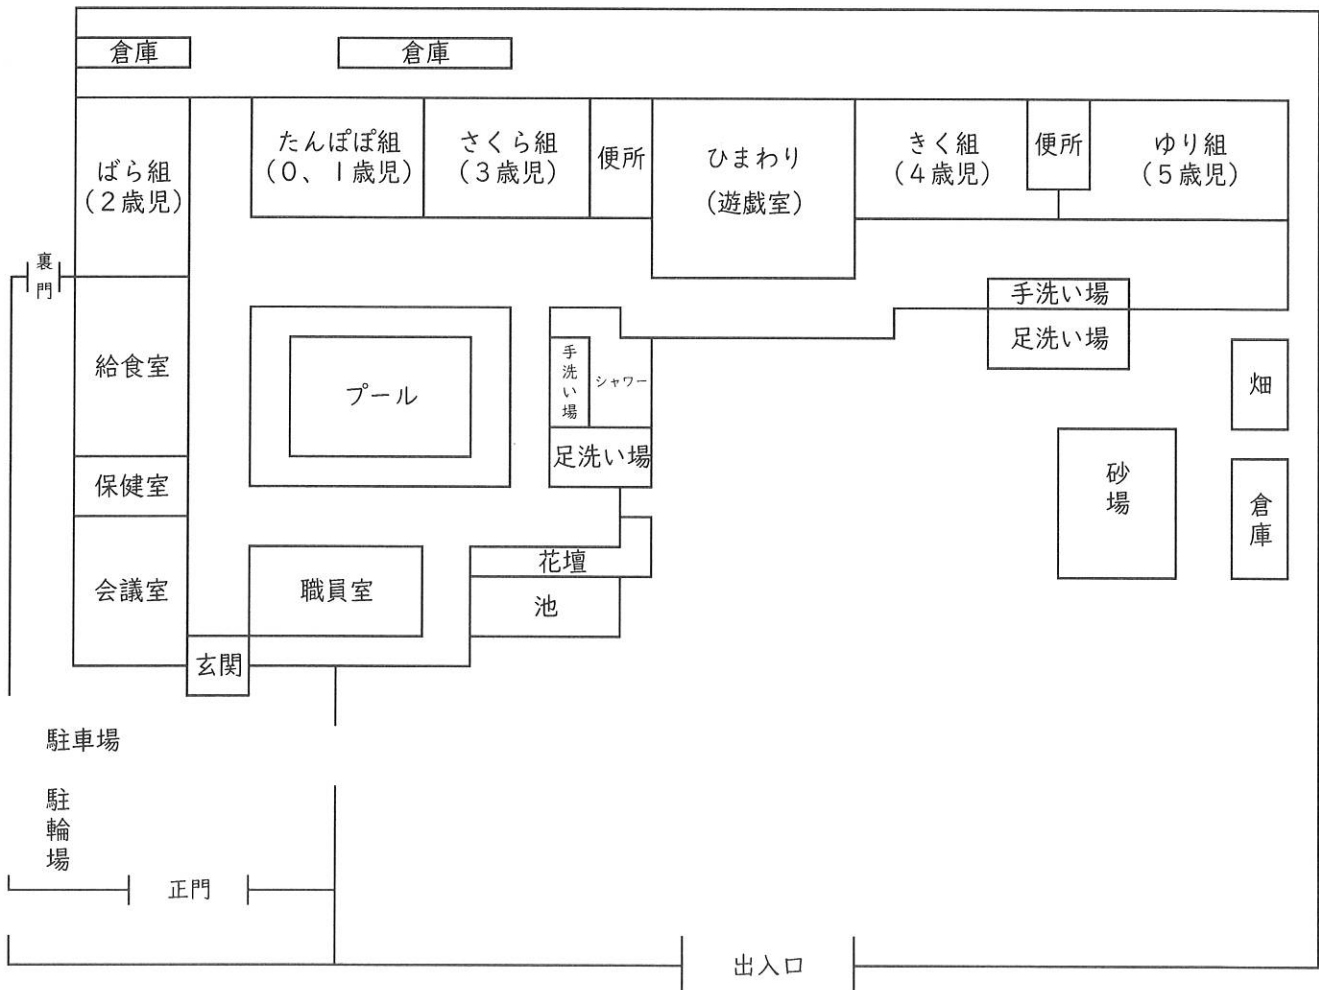 倉庫
倉庫
ばら組
(2歳児)
たんぽぽ組
(0、1歳児)
さくら組
(3歳児)
便所
ひまわり
(遊戯室)
きく組
(4歳児)
便所
ゆり組
(5歳児)
裏門
手洗い場
足洗い場
給食室
プール
手洗い場
シャワー
畑
足洗い場
保健室
砂場
倉庫
会議室
職員室
花壇
池
玄関
駐車場
駐輪場
正門
出入口